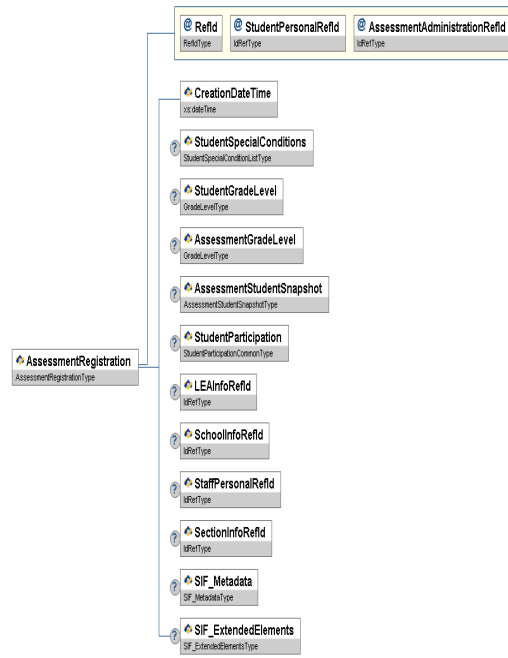 @ RefId @ StudentPersonalRefId @ AssessmentAdministrationRefId
RefIdType IdRefType IdRefType
CreationDateTime
xs:dateTime
? StudentSpecialConditions
StudentSpecialConditionListType
? StudentGradeLevel
GradeLevelType
? AssessmentGradeLevel
GradeLevelType
? AssessmentStudentSnapshot
AssessmentStudentSnapshotType
? StudentParticipation
StudentParticipationCommonType
AssessmentRegistration
AssessmentRegistrationType
? LEAInfoRefId
IdRefType
? SchoolInfoRefId
IdRefType
? StaffPersonalRefId
IdRefType
? SectionInfoRefId
IdRefType
? SIF_Metadata
SIF_MetadataType
? SIF_ExtendedElements
SIF_ExtendedElementsType